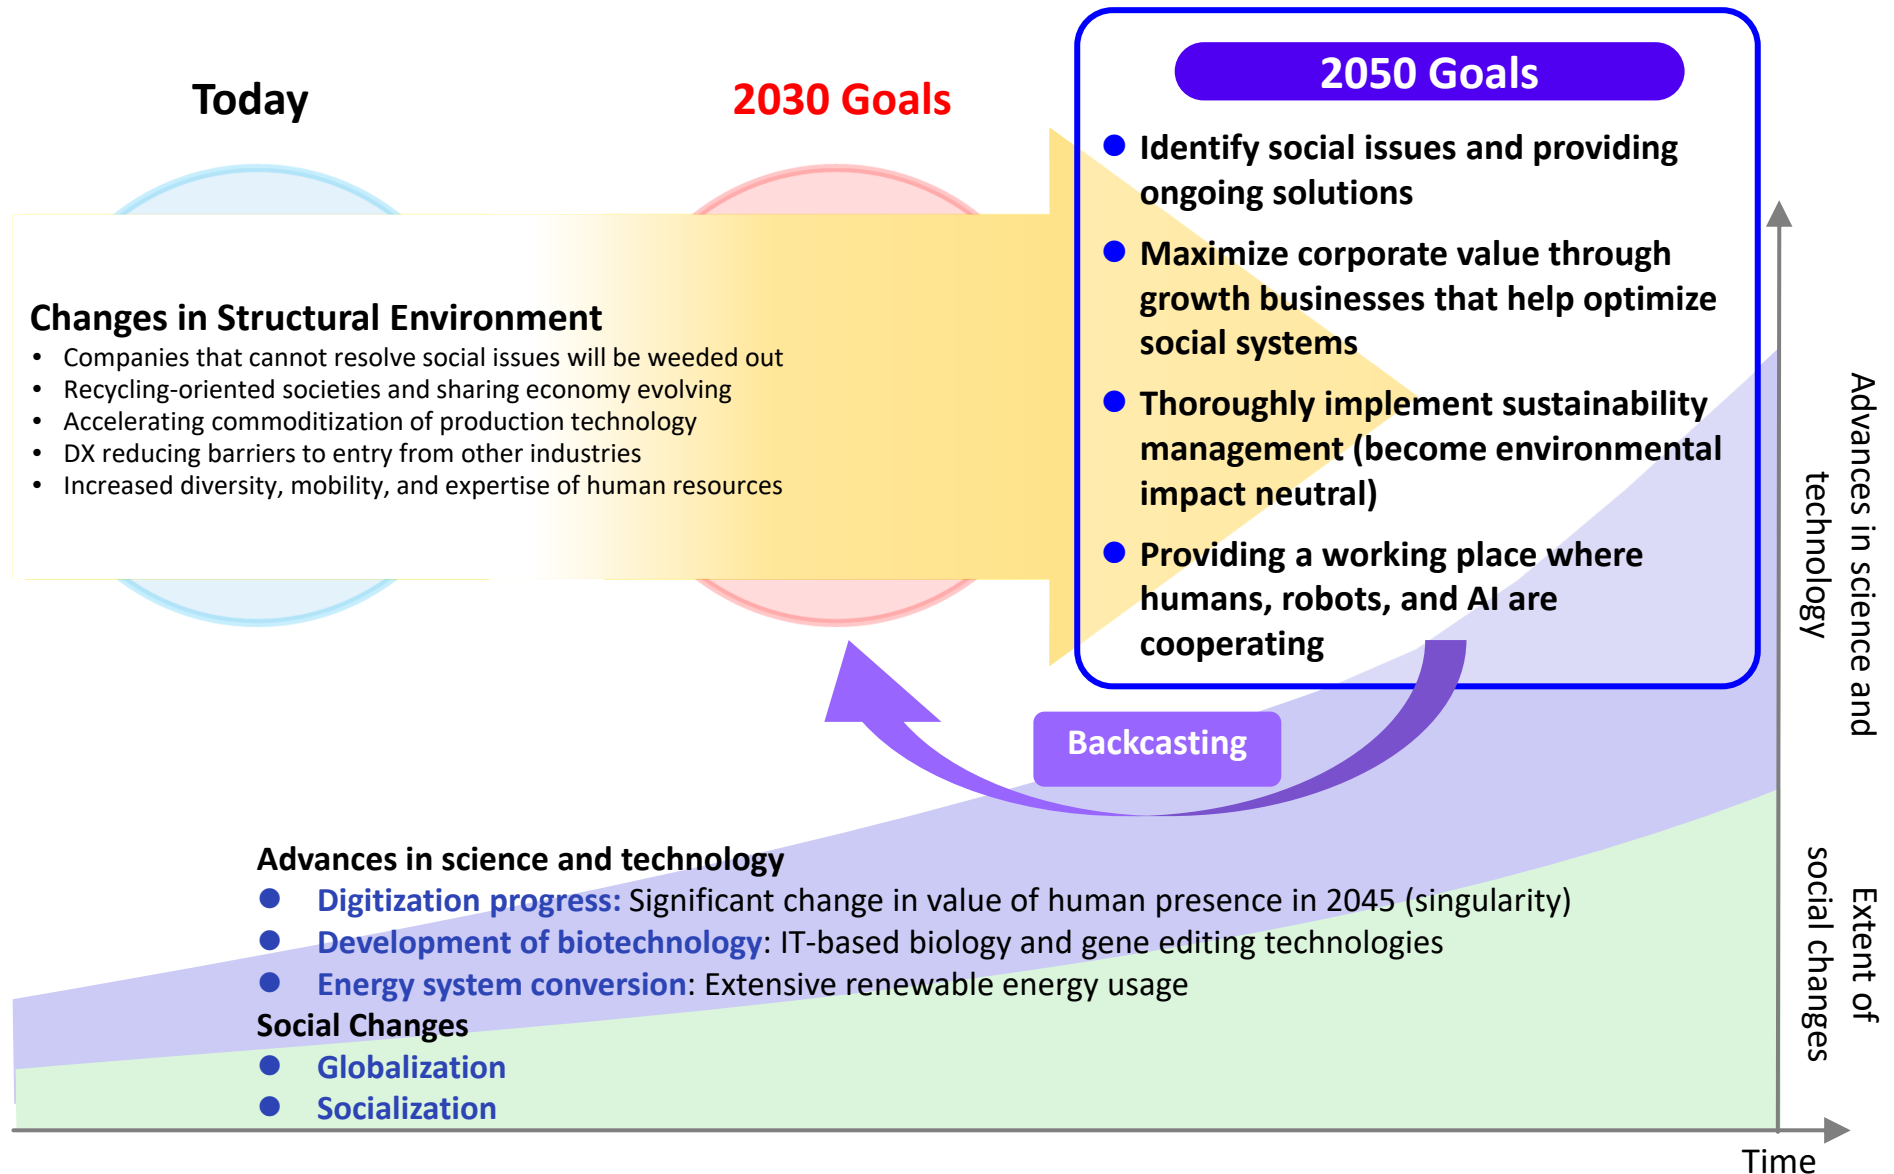 Today
2030 Goals
2050 Goals
● Identify social issues and providing
ongoing solutions
● Maximize corporate value through
growth businesses that help optimize
social systems
● Thoroughly implement sustainability
management (become environmental
impact neutral)
● Providing a working place where
humans, robots, and AI are
cooperating
Changes in Structural Environment
• Companies that cannot resolve social issues will be weeded out
• Recycling-oriented societies and sharing economy evolving
• Accelerating commoditization of production technology
• DX reducing barriers to entry from other industries
• Increased diversity, mobility, and expertise of human resources
Backcasting
Advances in science and technology
● Digitization progress: Significant change in value of human presence in 2045 (singularity)
● Development of biotechnology: IT-based biology and gene editing technologies
● Energy system conversion: Extensive renewable energy usage
Social Changes
● Globalization
● Socialization
Advances in science and
technology
Extent of
social changes
Time